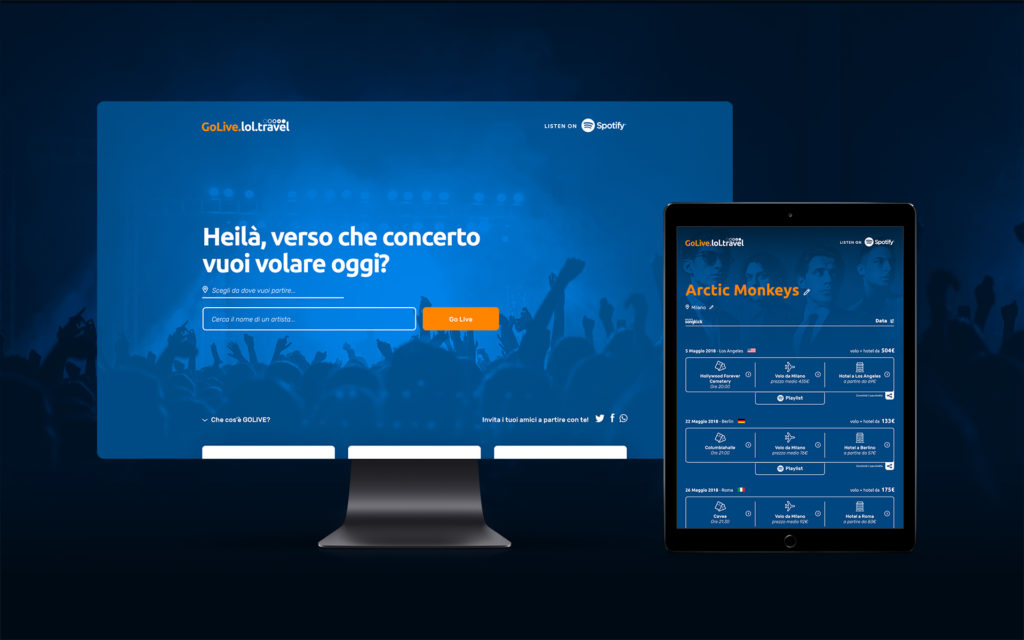 GoLive.lol.travel
LISTEN ON Spotify
Heilà, verso che concerto
vuoi volare oggi?
Scegli da dove vuoi partire...
Cerca il nome di un artista...
Go Live
Che cos'è GOLIVE?
Invita i tuoi amici a partire con te!
GoLive.lol.travel
LISTEN ON Spotify
Arctic Monkeys
Milano
songkick
Data
5 Maggio 2018 - Los Angeles
volo + hotel da 504€
Hollywood Forever
Cemetery
Ore 20:00
Volo da Milano
prezzo medio 435€
Hotel a Los Angeles
a partire da 69€
Playlist
22 Maggio 2018 - Berlin
volo + hotel da 133€
Columbiahalle
Ore 21:00
Volo da Milano
prezzo medio 76€
Hotel a Berlino
a partire da 57€
Playlist
26 Maggio 2018 - Roma
volo + hotel da 175€
Cavea
Ore 21:30
Volo da Milano
prezzo medio 92€
Hotel a Roma
a partire da 83€